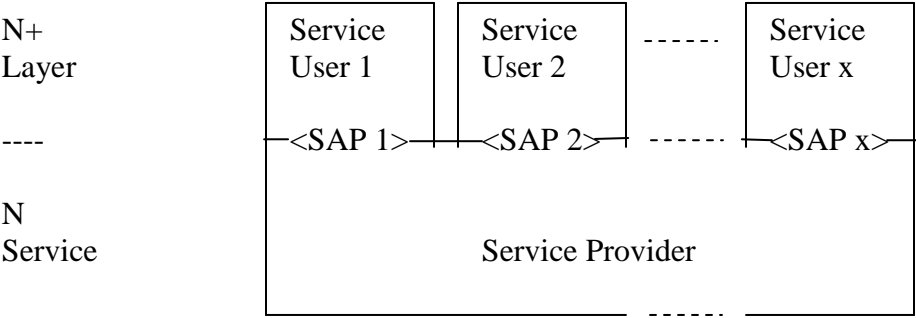 N+ Service Service Service
Layer User 1 User 2 User x
---- <SAP 1> <SAP 2> <SAP x>
N
Service Service Provider